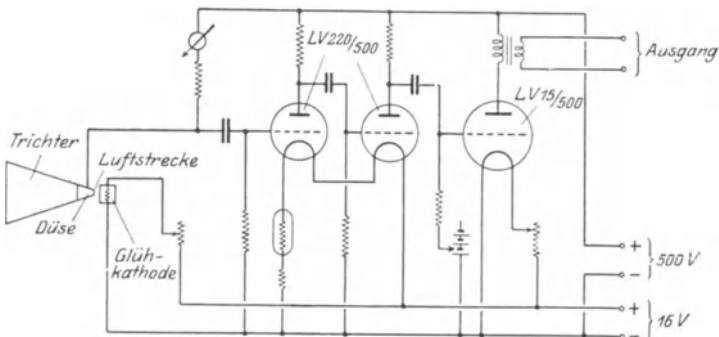 LV220/500
Ausgang
LV15/500
Trichter
Luftstrecke
Düse
Glüh-
kathode
+
500 V
-
+
16 V
-